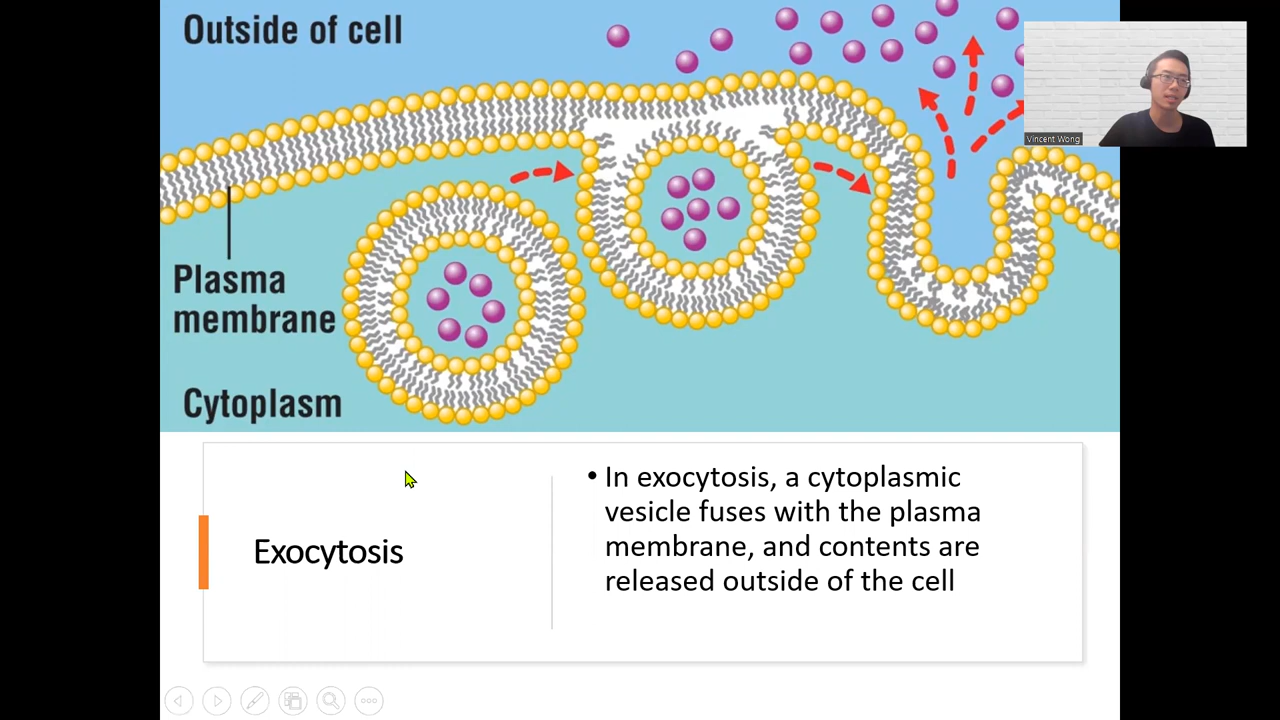 Outside of cell
Vincent Wong
Plasma
membrane
Cytoplasm
Exocytosis
• In exocytosis, a cytoplasmic
vesicle fuses with the plasma
membrane, and contents are
released outside of the cell